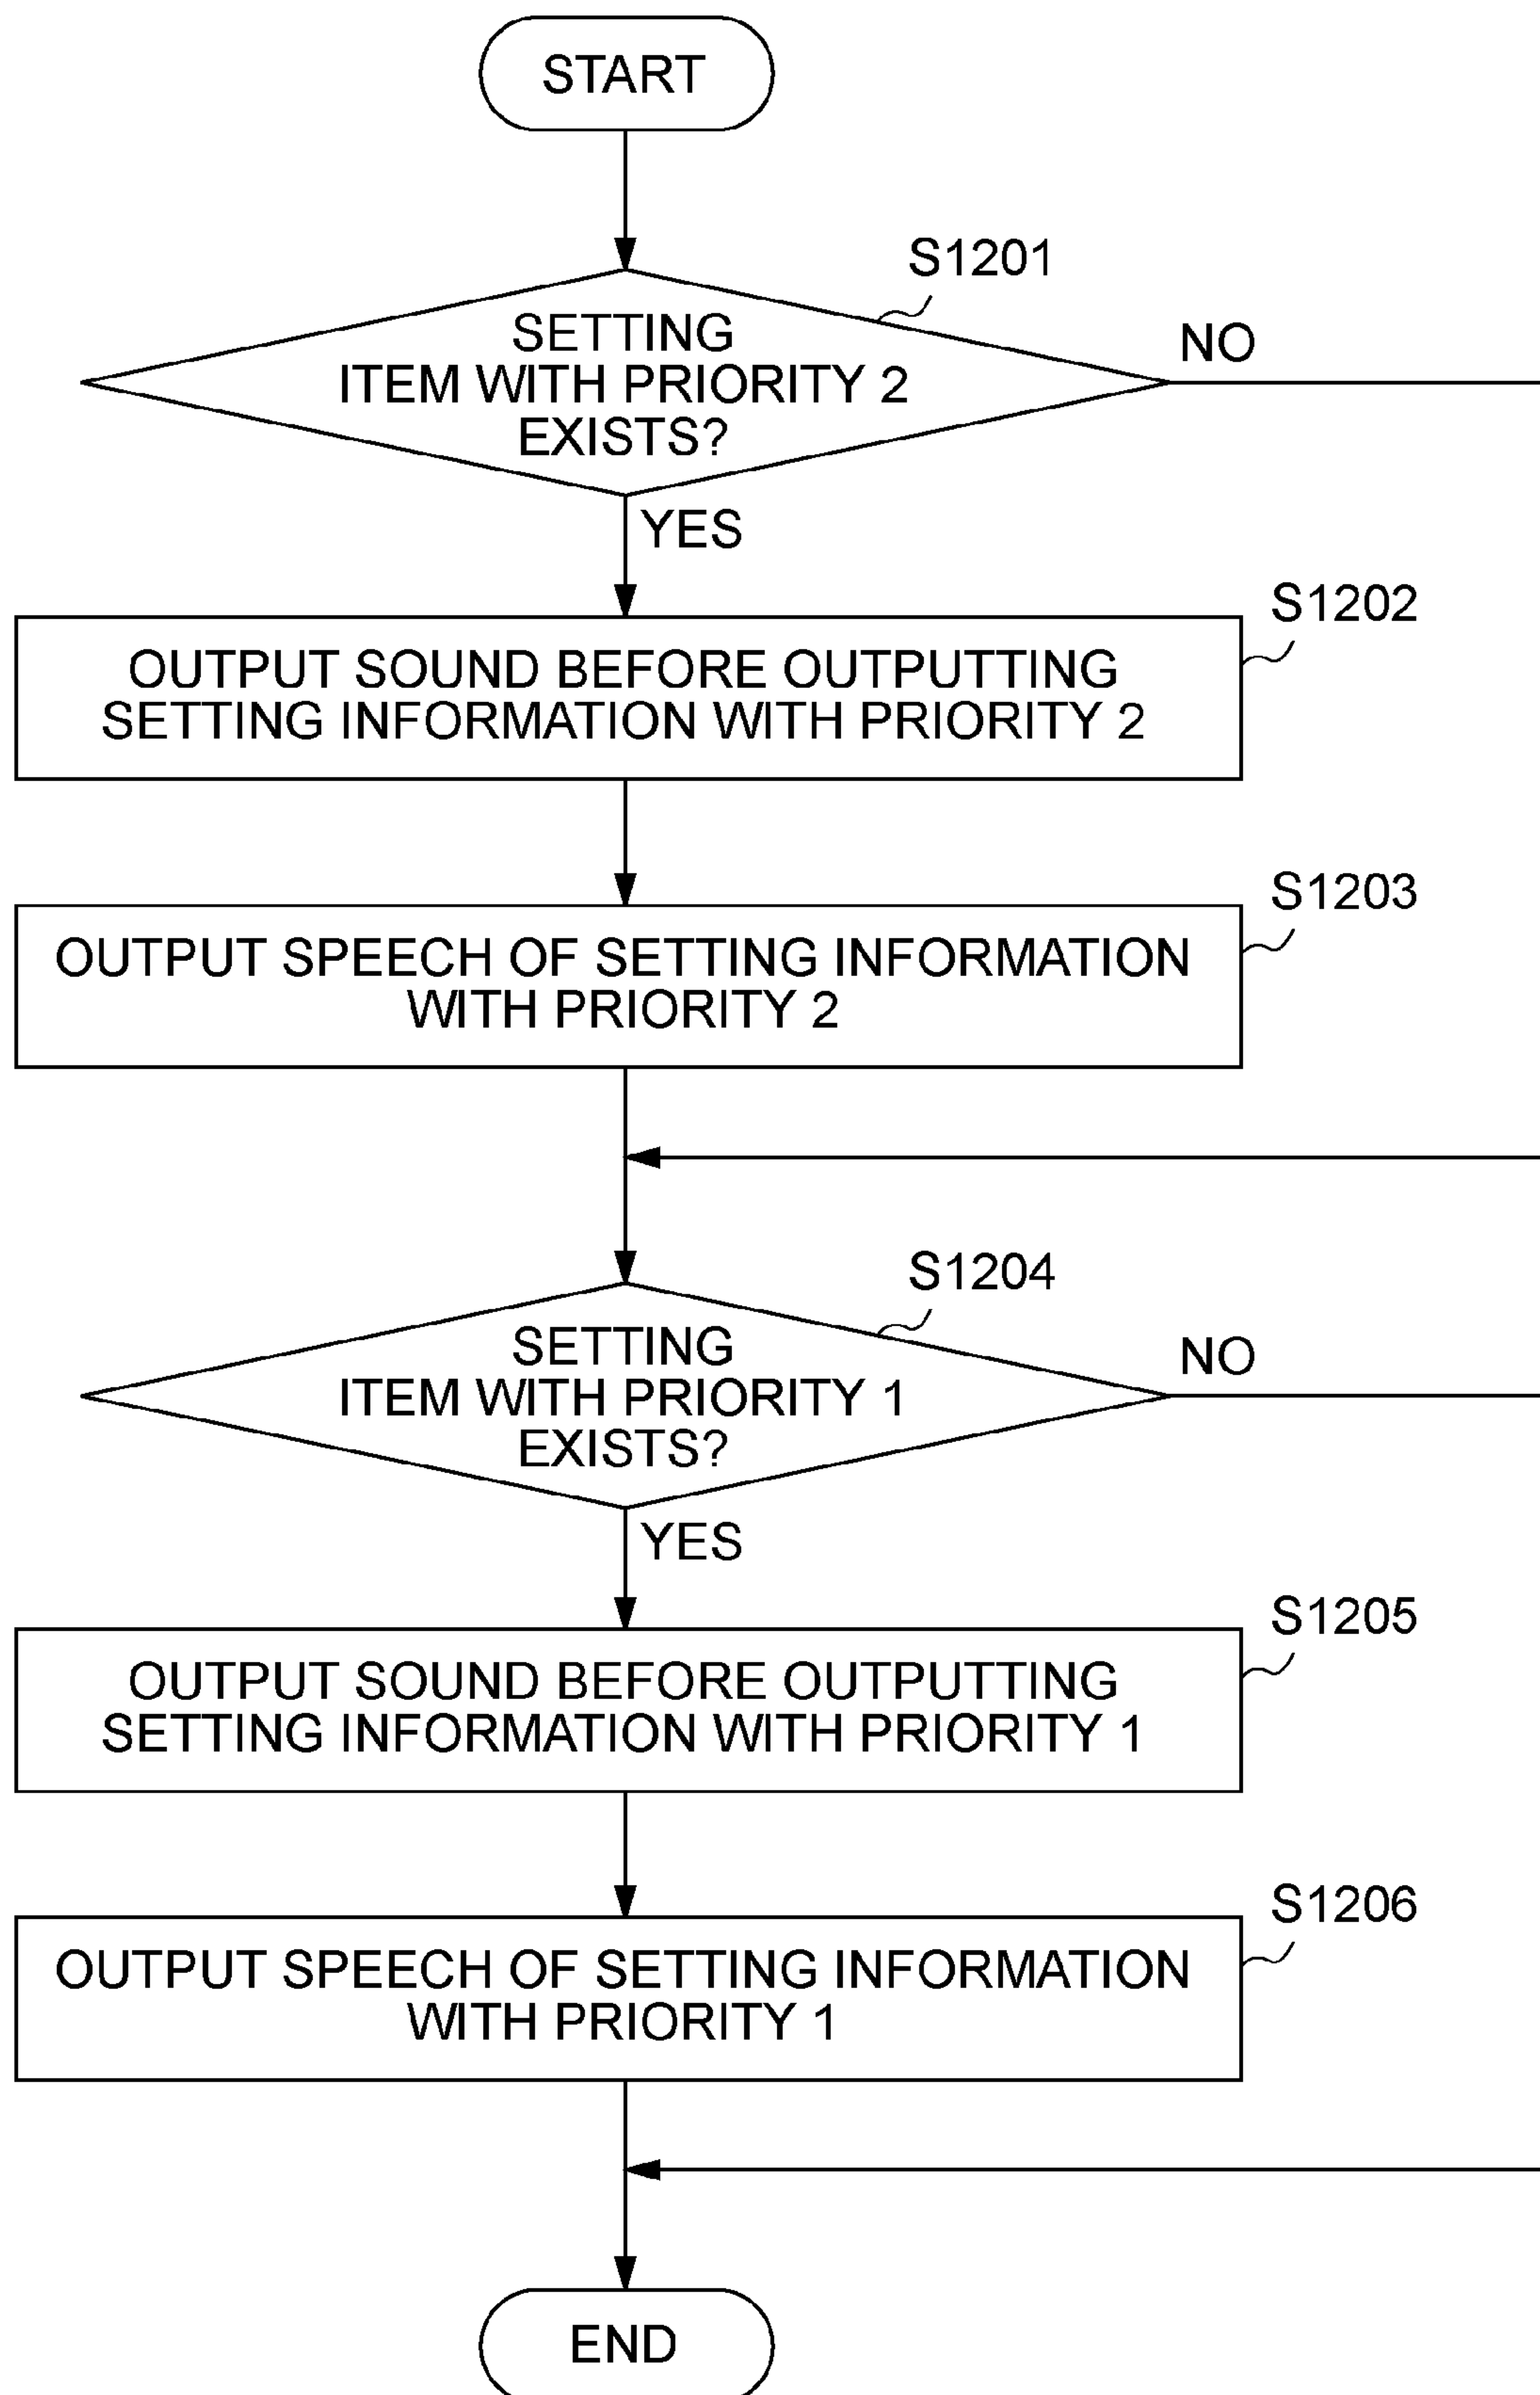 START
S1201
SETTING
ITEM WITH PRIORITY 2
EXISTS?
NO
YES
S1202
OUTPUT SOUND BEFORE OUTPUTTING
SETTING INFORMATION WITH PRIORITY 2
S1203
OUTPUT SPEECH OF SETTING INFORMATION
WITH PRIORITY 2
S1204
SETTING
ITEM WITH PRIORITY 1
EXISTS?
NO
YES
S1205
OUTPUT SOUND BEFORE OUTPUTTING
SETTING INFORMATION WITH PRIORITY 1
S1206
OUTPUT SPEECH OF SETTING INFORMATION
WITH PRIORITY 1
END